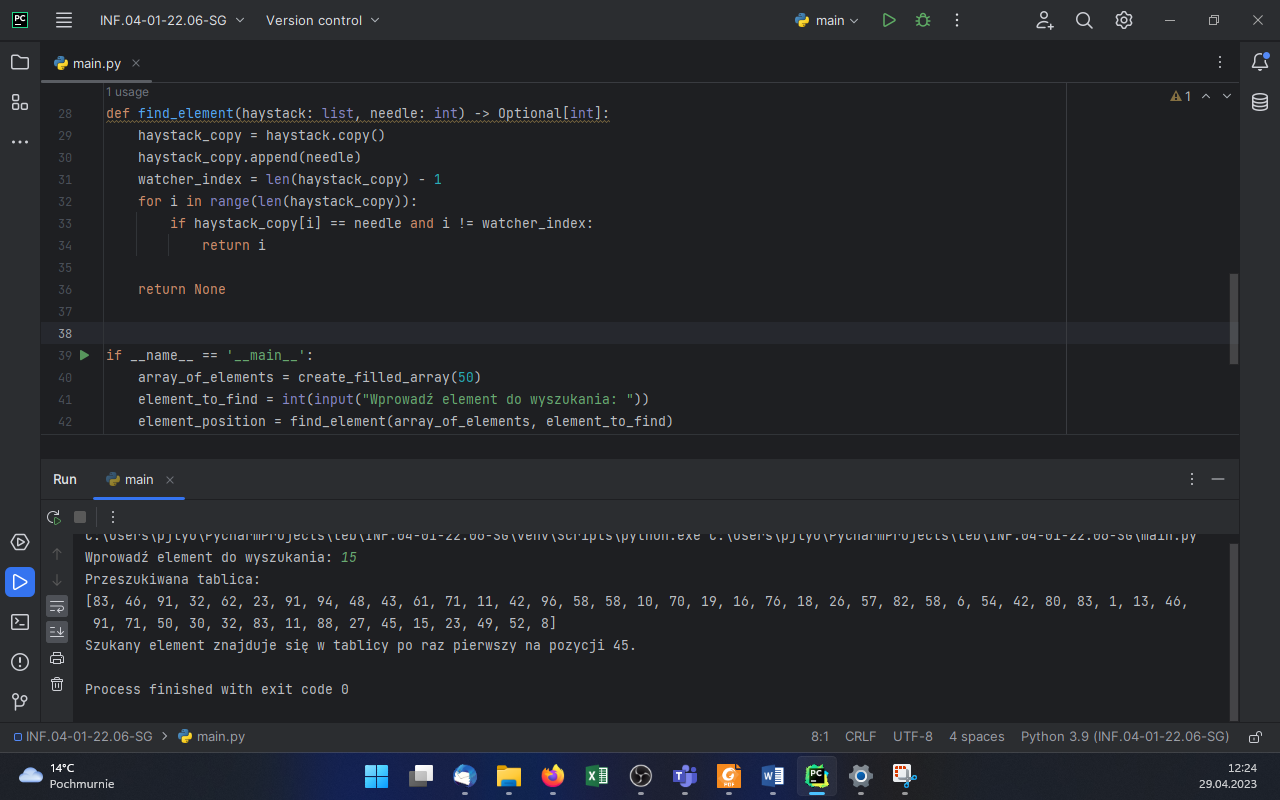 INF.04-01-22.06-SG
Version control
main
main.py
1 usage
1
28 def find_element(haystack: list, needle: int) -> Optional[int]:
29 haystack_copy = haystack.copy()
30 haystack_copy.append(needle)
31 watcher_index = len(haystack_copy) - 1
32 for i in range(len(haystack_copy)):
33 if haystack_copy[i] == needle and i != watcher_index:
34 return i
35
36 return None
37
38
39 if __name__ == '__main__':
40 array_of_elements = create_filled_array(50)
41 element_to_find = int(input("Wprowadź element do wyszukania: "))
42 element_position = find_element(array_of_elements, element_to_find)
Run
main
Wprowadź element do wyszukania: 15
Przeszukiwana tablica:
[83, 46, 91, 32, 62, 23, 91, 94, 48, 43, 61, 71, 11, 42, 96, 58, 58, 10, 70, 19, 16, 76, 18, 26, 57, 82, 58, 6, 54, 42, 80, 83, 1, 13, 46,
91, 71, 50, 30, 32, 83, 11, 88, 27, 45, 15, 23, 49, 52, 8]
Szukany element znajduje się w tablicy po raz pierwszy na pozycji 45.
Process finished with exit code 0
INF.04-01-22.06-SG > main.py
8:1 CRLF UTF-8 4 spaces Python 3.9 (INF.04-01-22.06-SG)
14°C
Pochmurnie
12:24
29.04.2023